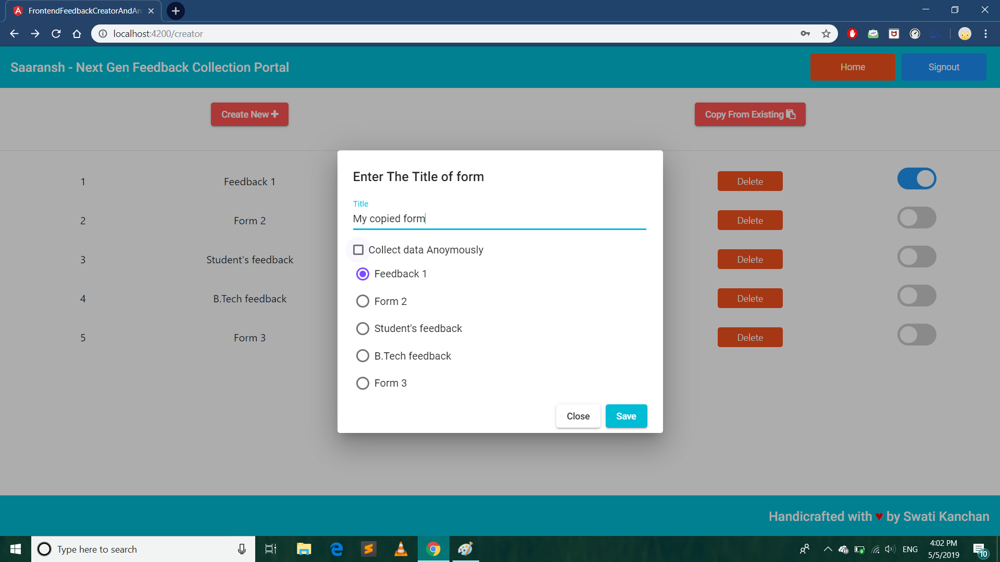 FrontendFeedbackCreatorAndAn
localhost:4200/creator
Saaransh - Next Gen Feedback Collection Portal
Home
Signout
Create New
Copy From Existing
Enter The Title of form
Title
My copied form
Collect data Anoymously
Feedback 1
Form 2
Student's feedback
B.Tech feedback
Form 3
Close
Save
1 Feedback 1 Delete
2 Form 2 Delete
3 Student's feedback Delete
4 B.Tech feedback Delete
5 Form 3 Delete
Handicrafted with ♥ by Swati Kanchan
Type here to search
ENG
4:02 PM
5/5/2019
10